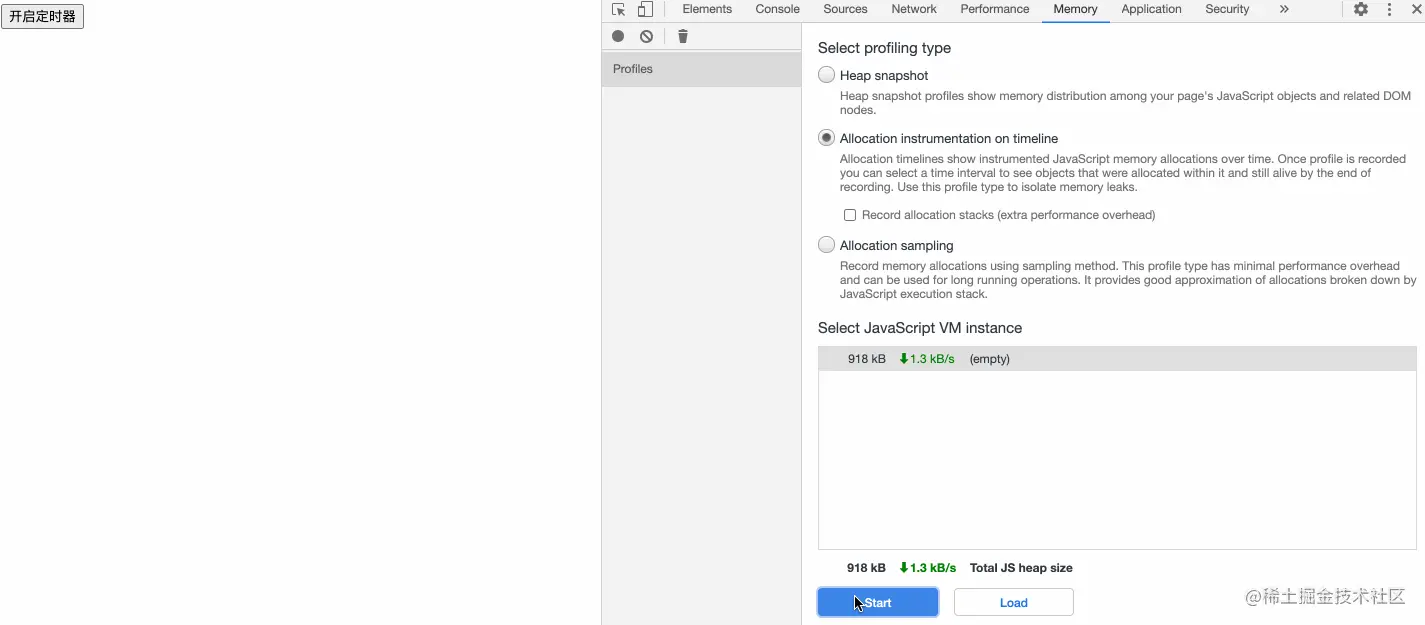 开启定时器
Elements Console Sources Network Performance Memory Application Security »
Profiles
Select profiling type
Heap snapshot
Heap snapshot profiles show memory distribution among your page's JavaScript objects and related DOM
nodes.
Allocation instrumentation on timeline
Allocation timelines show instrumented JavaScript memory allocations over time. Once profile is recorded
you can select a time interval to see objects that were allocated within it and still alive by the end of
recording. Use this profile type to isolate memory leaks.
Record allocation stacks (extra performance overhead)
Allocation sampling
Record memory allocations using sampling method. This profile type has minimal performance overhead
and can be used for long running operations. It provides good approximation of allocations broken down by
JavaScript execution stack.
Select JavaScript VM instance
918 kB 1.3 kB/s (empty)
918 kB 1.3 kB/s Total JS heap size
Start Load
@稀土掘金技术社区